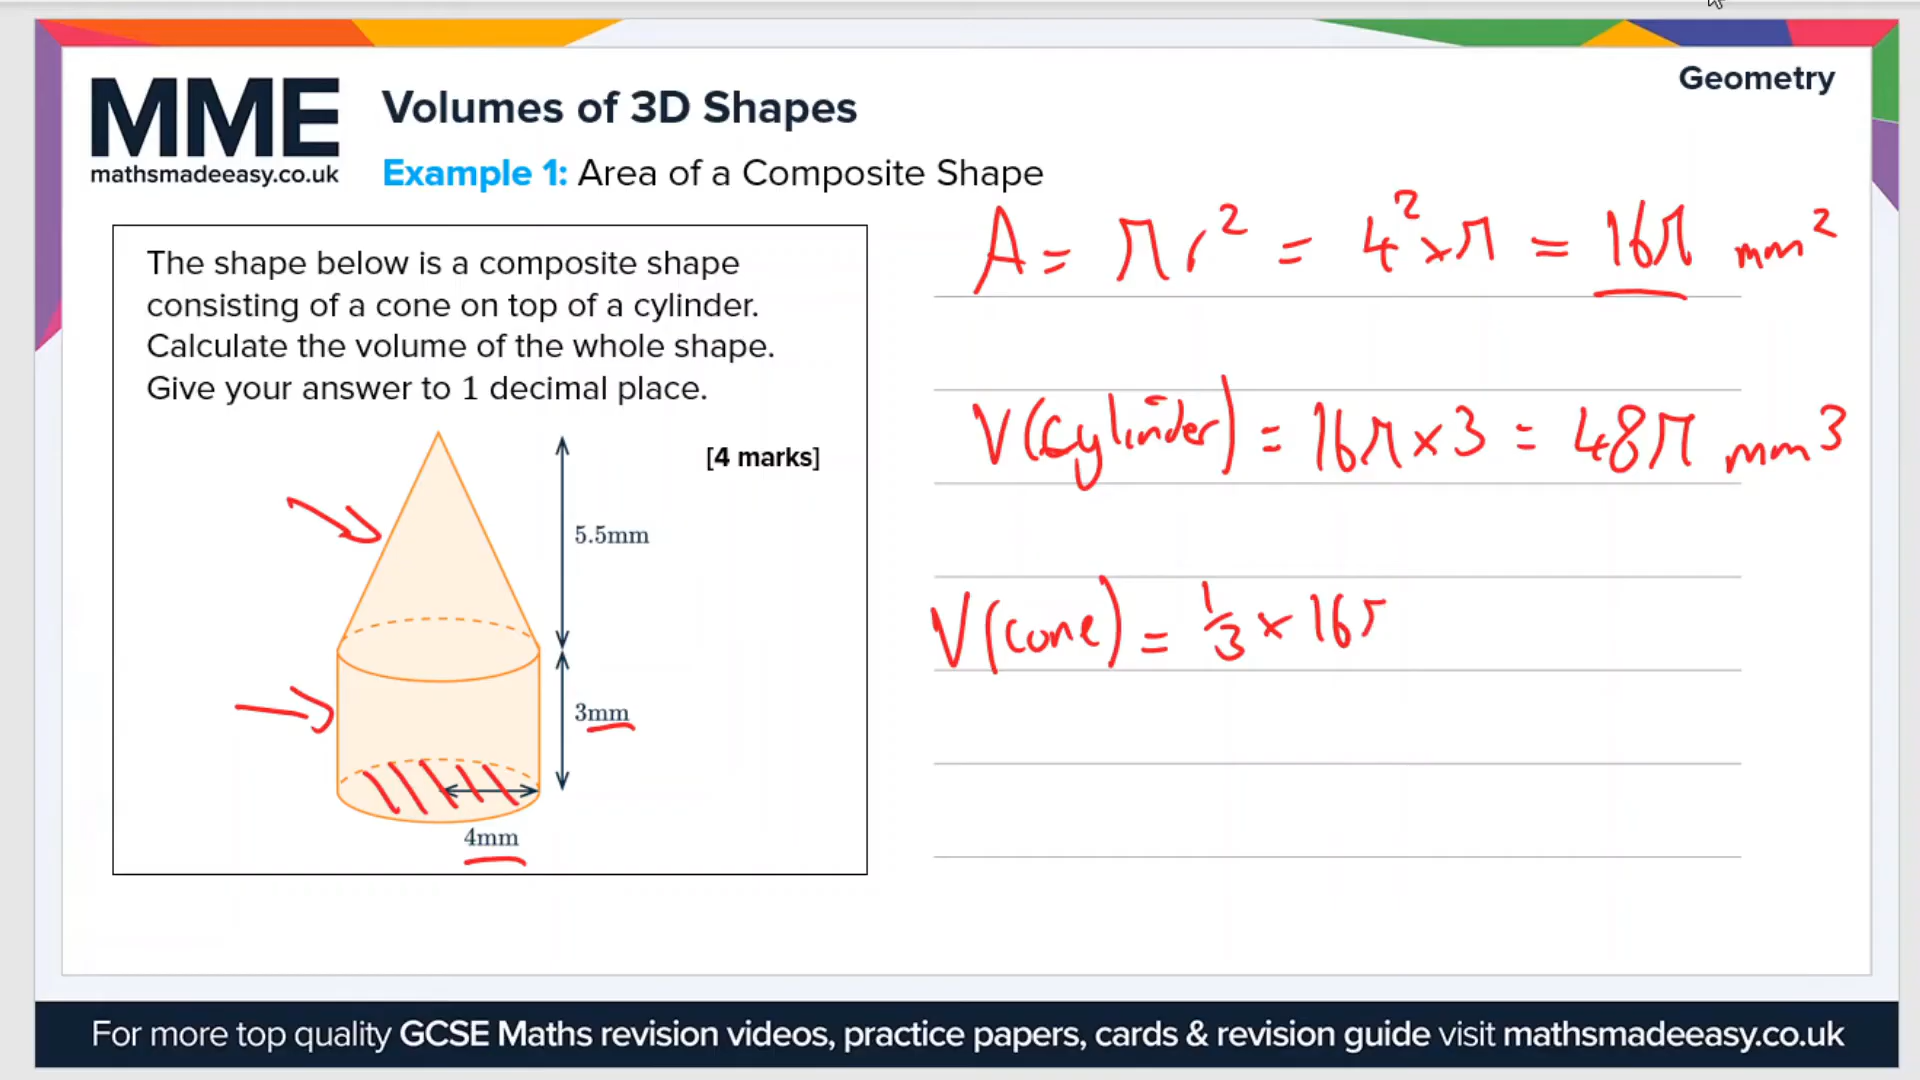 Geometry
MME
mathsmadeeasy.co.uk
Volumes of 3D Shapes
Example 1: Area of a Composite Shape
The shape below is a composite shape
consisting of a cone on top of a cylinder.
Calculate the volume of the whole shape.
Give your answer to 1 decimal place.
[4 marks]
5.5mm
3mm
4mm
A = πr² = 4² × π = 16π mm²
V(cylinder) = 16π × 3 = 48π mm³
V(cone) = 1/3 × 16
For more top quality GCSE Maths revision videos, practice papers, cards & revision guide visit mathsmadeeasy.co.uk